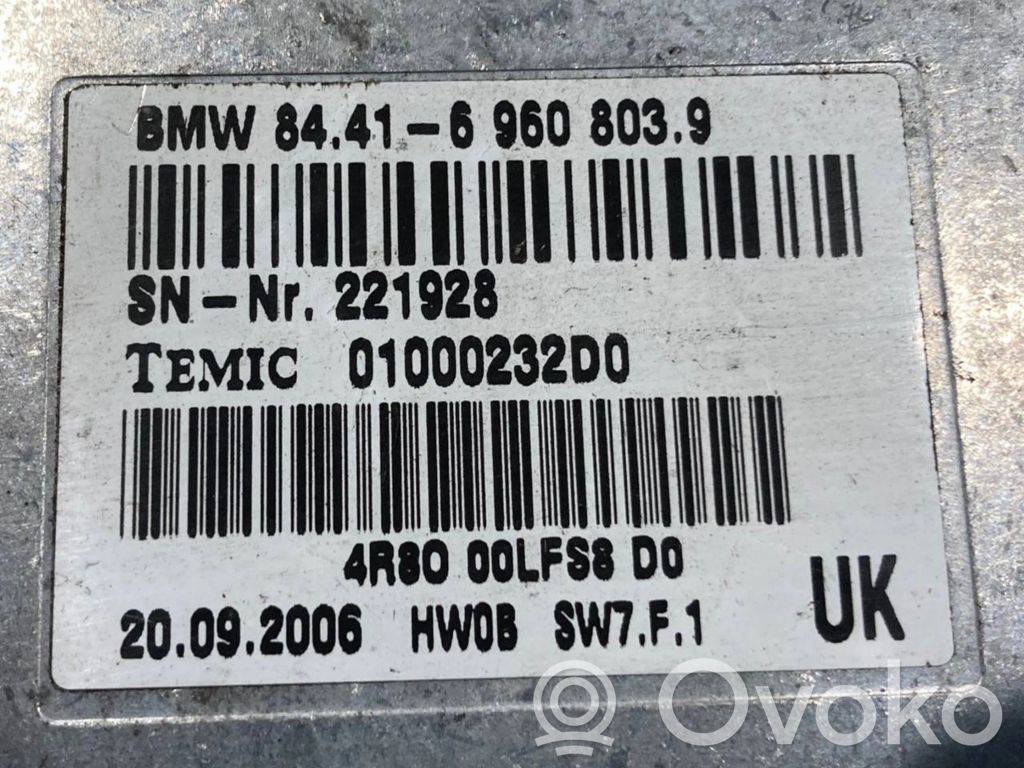 BMW 84.41-6 960 803.9
SN-Nr. 221928
TEMIC 01000232D0
4R80 00LFS8 D0
20.09.2006 HW0B SW7.F.1 UK
© Ovoko